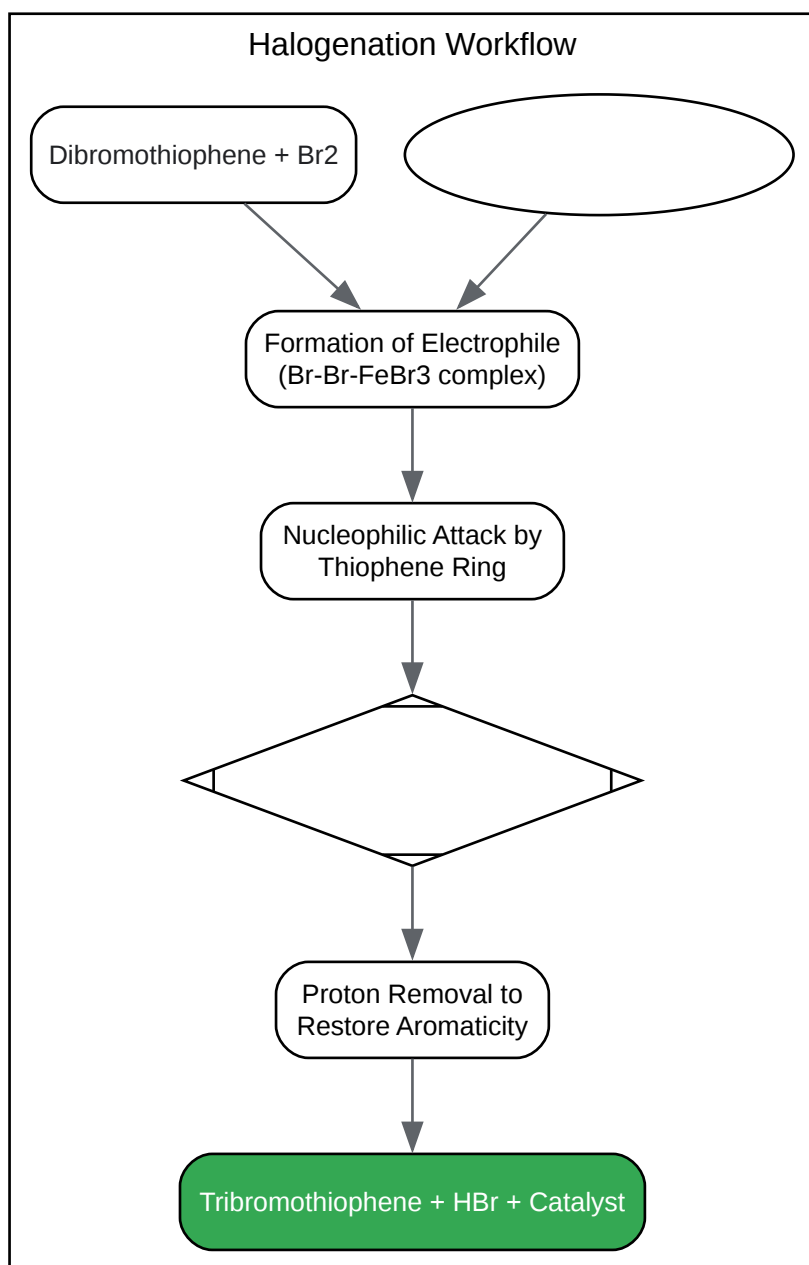 Halogenation Workflow
Dibromothiophene + Br2
Formation of Electrophile
(Br-Br-FeBr3 complex)
Nucleophilic Attack by
Thiophene Ring
Proton Removal to
Restore Aromaticity
Tribromothiophene + HBr + Catalyst